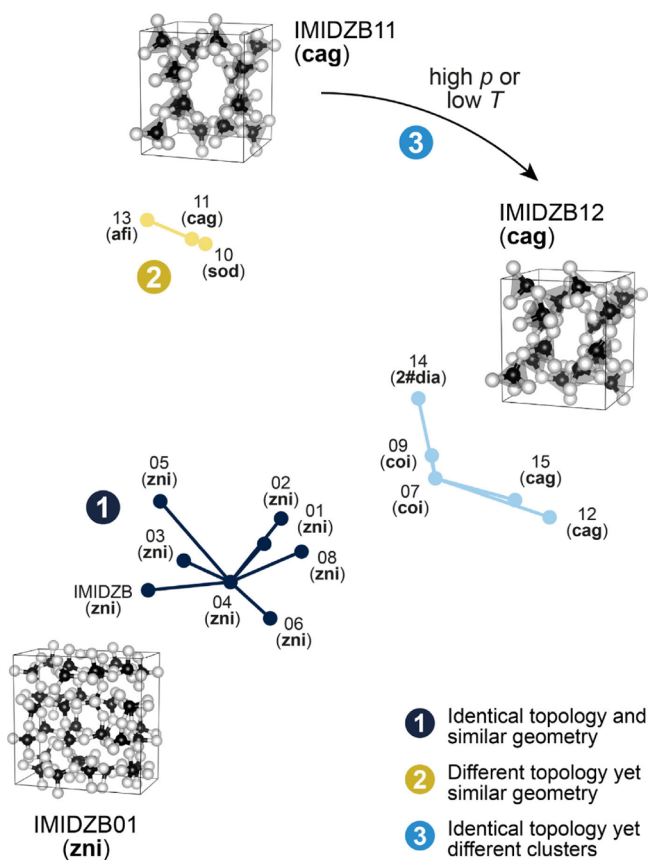 IMIDZB11
(cag)
high p or
low T
3
IMIDZB12
(cag)
13
(afi)
11
(cag)
10
(sod)
2
14
(2#dia)
09
(coi)
07
(coi)
15
(cag)
12
(cag)
1
05
(zni)
02
(zni)
01
(zni)
03
(zni)
08
(zni)
IMIDZB
(zni)
04
(zni)
06
(zni)
IMIDZB01
(zni)
1 Identical topology and
similar geometry
2 Different topology yet
similar geometry
3 Identical topology yet
different clusters